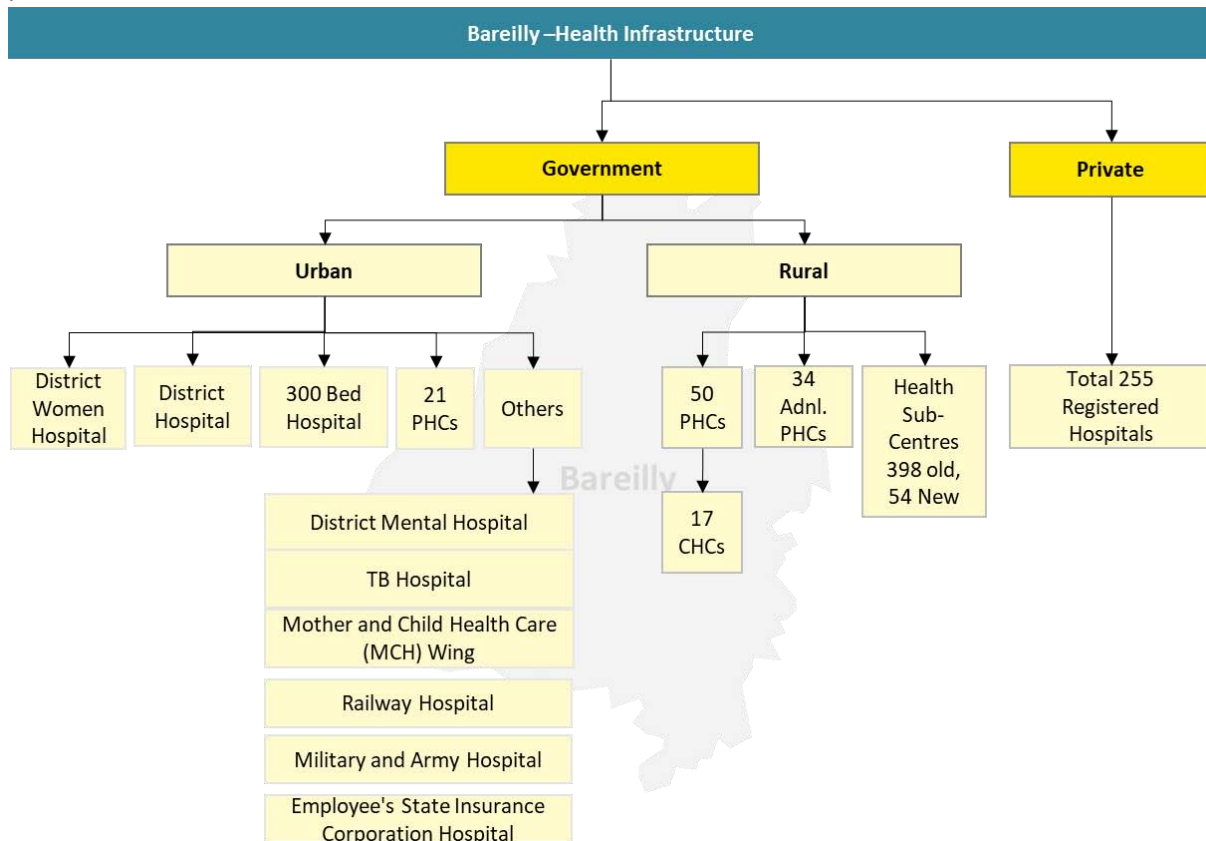 Bareilly –Health Infrastructure
Government
Private
Urban
Rural
District
Women
Hospital
District
Hospital
300 Bed
Hospital
21
PHCs
Others
50
PHCs
34
Adnl.
PHCs
Health
Sub-
Centres
398 old,
54 New
Total 255
Registered
Hospitals
Bareilly
District Mental Hospital
17
CHCs
TB Hospital
Mother and Child Health Care
(MCH) Wing
Railway Hospital
Military and Army Hospital
Employee's State Insurance
Corporation Hospital